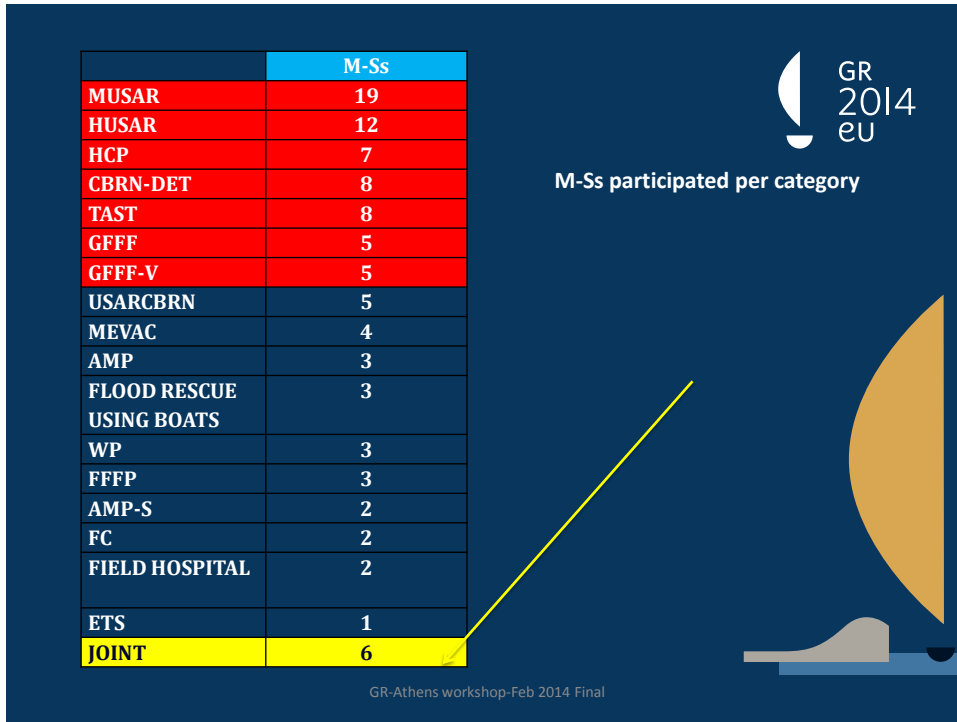 M-Ss
MUSAR 19
HUSAR 12
HCP 7
CBRN-DET 8
TAST 8
GFFF 5
GFFF-V 5
USARCBRN 5
MEVAC 4
AMP 3
FLOOD RESCUE 3
USING BOATS
WP 3
FFFP 3
AMP-S 2
FC 2
FIELD HOSPITAL 2
ETS 1
JOINT 6
GR
2014
eu
M-Ss participated per category
GR-Athens workshop-Feb 2014 Final